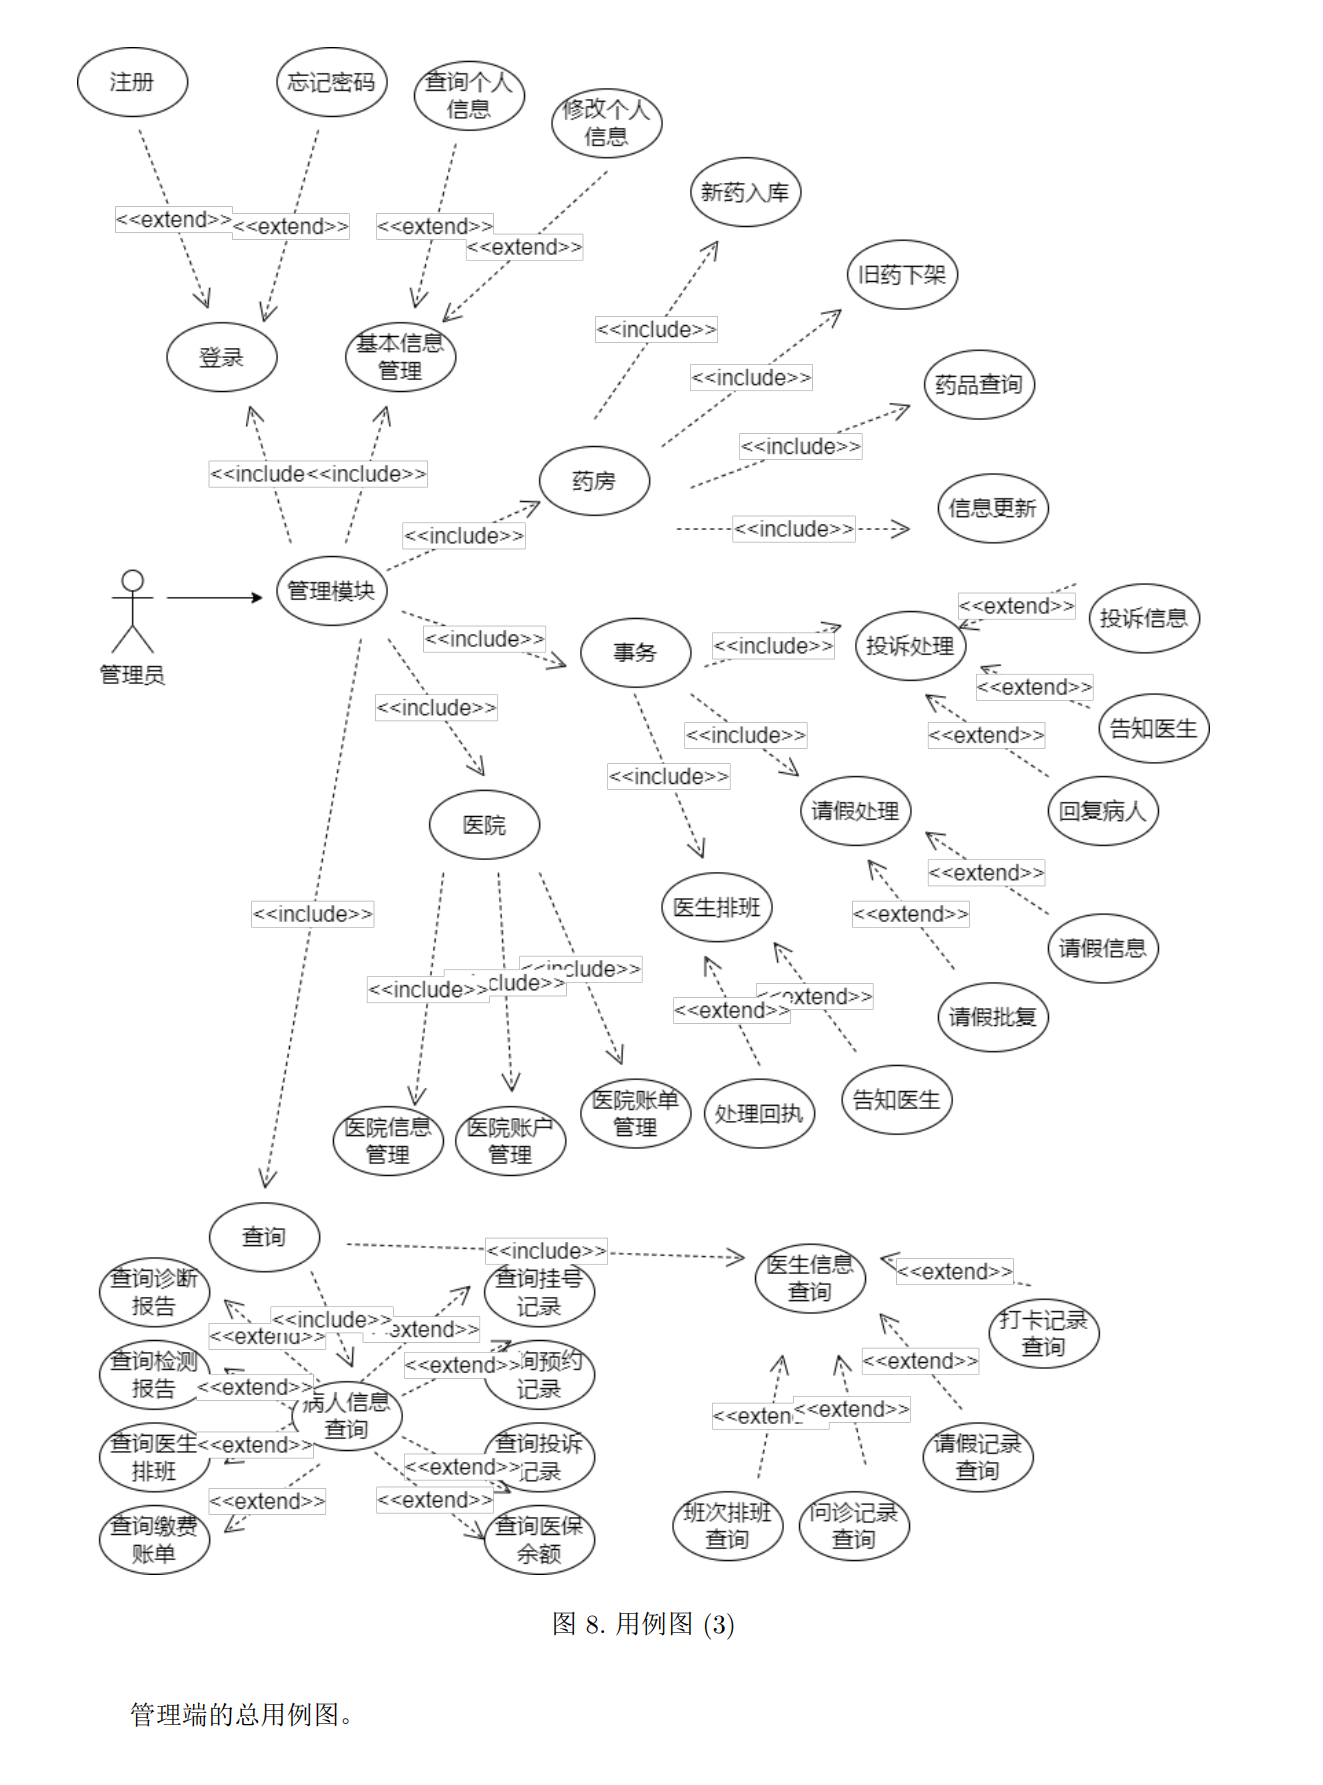 注册
忘记密码
查询个人
信息
修改个人
信息
新药入库
<<extend>>
<<extend>>
<<extend>>
<<extend>>
旧药下架
<<include>>
登录
基本信息
管理
<<include>>
药品查询
<<include>>
<<include
<<include>>
药房
信息更新
<<include>>
<<include>>
管理模块
管理员
<<include>>
事务
<<include>>
投诉处理
<<extend>>
投诉信息
<<extend>>
告知医生
<<include>>
<<include>>
<<extend>>
<<include>>
医院
请假处理
回复病人
<<extend>>
<<include>>
医生排班
<<extend>>
请假信息
<<include>>
clude>>
<<include>>
<<extend>>
extend>>
请假批复
医院信息
管理
医院账户
管理
医院账单
管理
处理回执
告知医生
查询
<<include>>
医生信息
查询
<<extend>>
查询诊断
报告
<<include>>
查询挂号
记录
<<extend>>
extend>>
打卡记录
查询
查询检测
报告
<<extend>>
<<extend>>
询预约
记录
<<extend>>
病人信息
查询
<<exten
<<extend>>
查询医生
排班
<<extend>>
<<extend>>
查询投诉
记录
请假记录
查询
查询缴费
账单
<<extend>>
<<extend>>
查询医保
余额
班次排班
查询
问诊记录
查询
图 8. 用例图 (3)
管理端的总用例图。